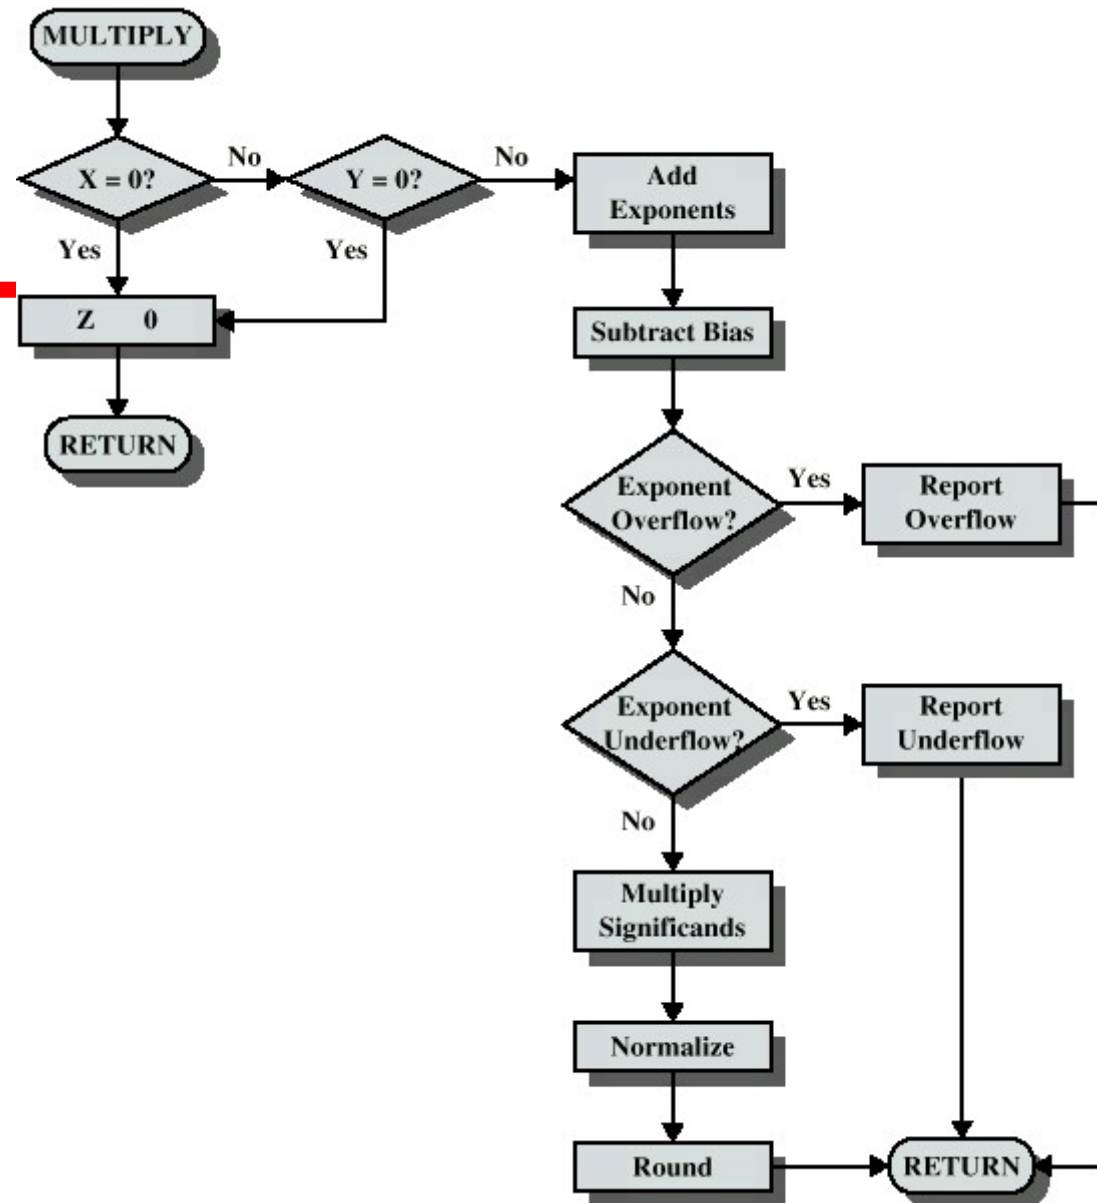 MULTIPLY
X = 0?
No
Y = 0?
No
Add
Exponents
Yes
Yes
Z 0
RETURN
Subtract Bias
Exponent
Overflow?
Yes
Report
Overflow
No
Exponent
Underflow?
Yes
Report
Underflow
No
Multiply
Significands
Normalize
Round
RETURN